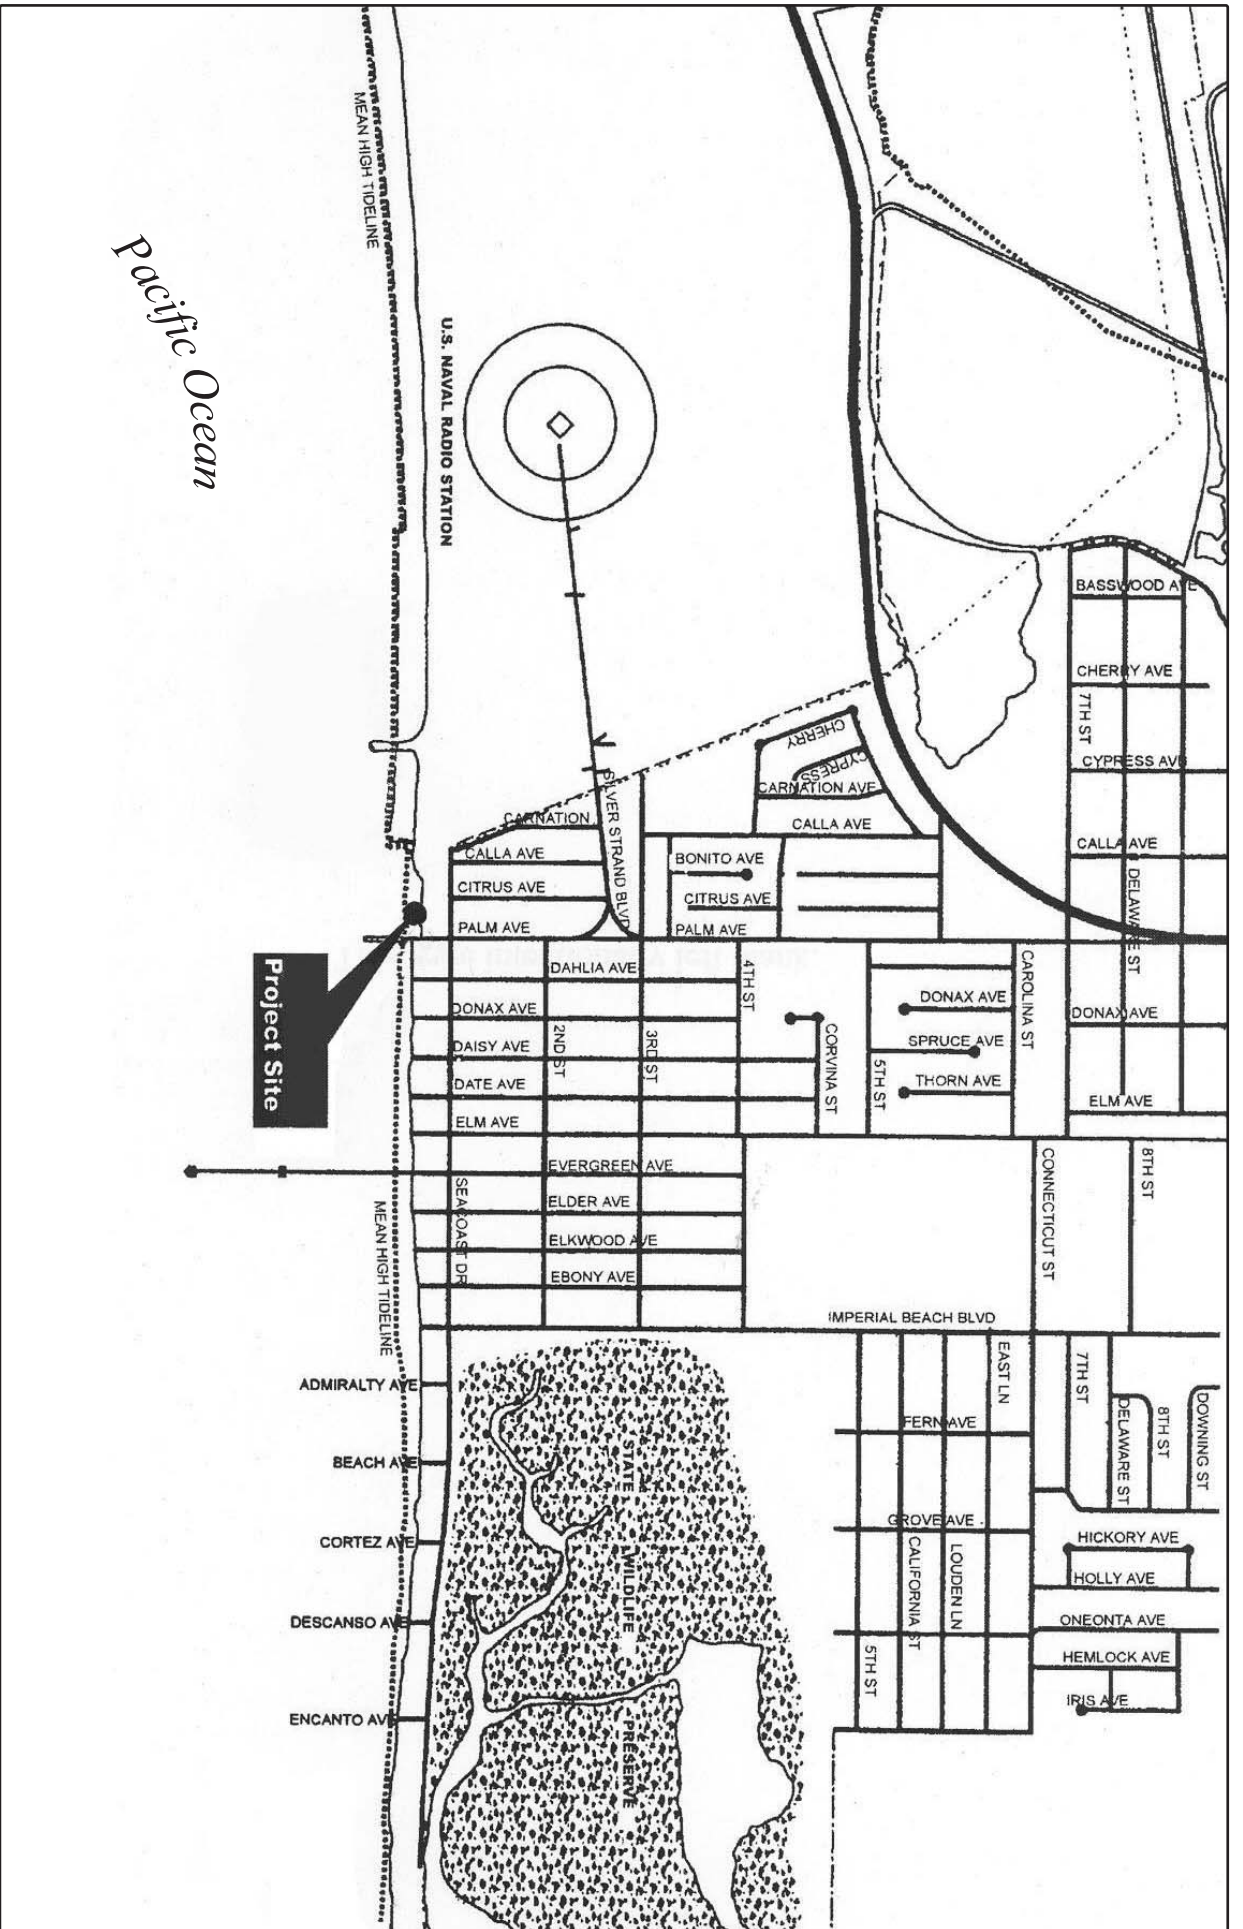 MEAN HIGH TIDELINE
Pacific Ocean
U.S. NAVAL RADIO STATION
BASSWOOD AVE
CHERRY AVE
7TH ST
CYPRESS AVE
CHERRY
CYPRESS
CARNATION AVE
SILVER STRAND BLVD
CARNATION
CALLA AVE
CALLA AVE
CALLA AVE
BONITO AVE
DELAWARE ST
CITRUS AVE
CITRUS AVE
PALM AVE
PALM AVE
Project Site
DAHLIA AVE
4TH ST
CAROLINA ST
DONAX AVE
DONAX AVE
DONAX AVE
2ND ST
3RD ST
CORVINA ST
DAISY AVE
SPRUCE AVE
5TH ST
DATE AVE
THORN AVE
ELM AVE
ELM AVE
EVERGREEN AVE
CONNECTICUT ST
8TH ST
SEACOAST DR
ELDER AVE
MEAN HIGH TIDELINE
ELKWOOD AVE
EBONY AVE
IMPERIAL BEACH BLVD
EAST LN
7TH ST
ADMIRALTY AVE
DELAWARE ST
8TH ST
DOWNING ST
FERN AVE
BEACH AVE
STATE WILDLIFE PRESERVE
GROVE AVE
CORTEZ AVE
CALIFORNIA ST
LOUDEN LN
HICKORY AVE
HOLLY AVE
DESCANSO AVE
ONEONTA AVE
5TH ST
HEMLOCK AVE
IRIS AVE
ENCANTO AVE